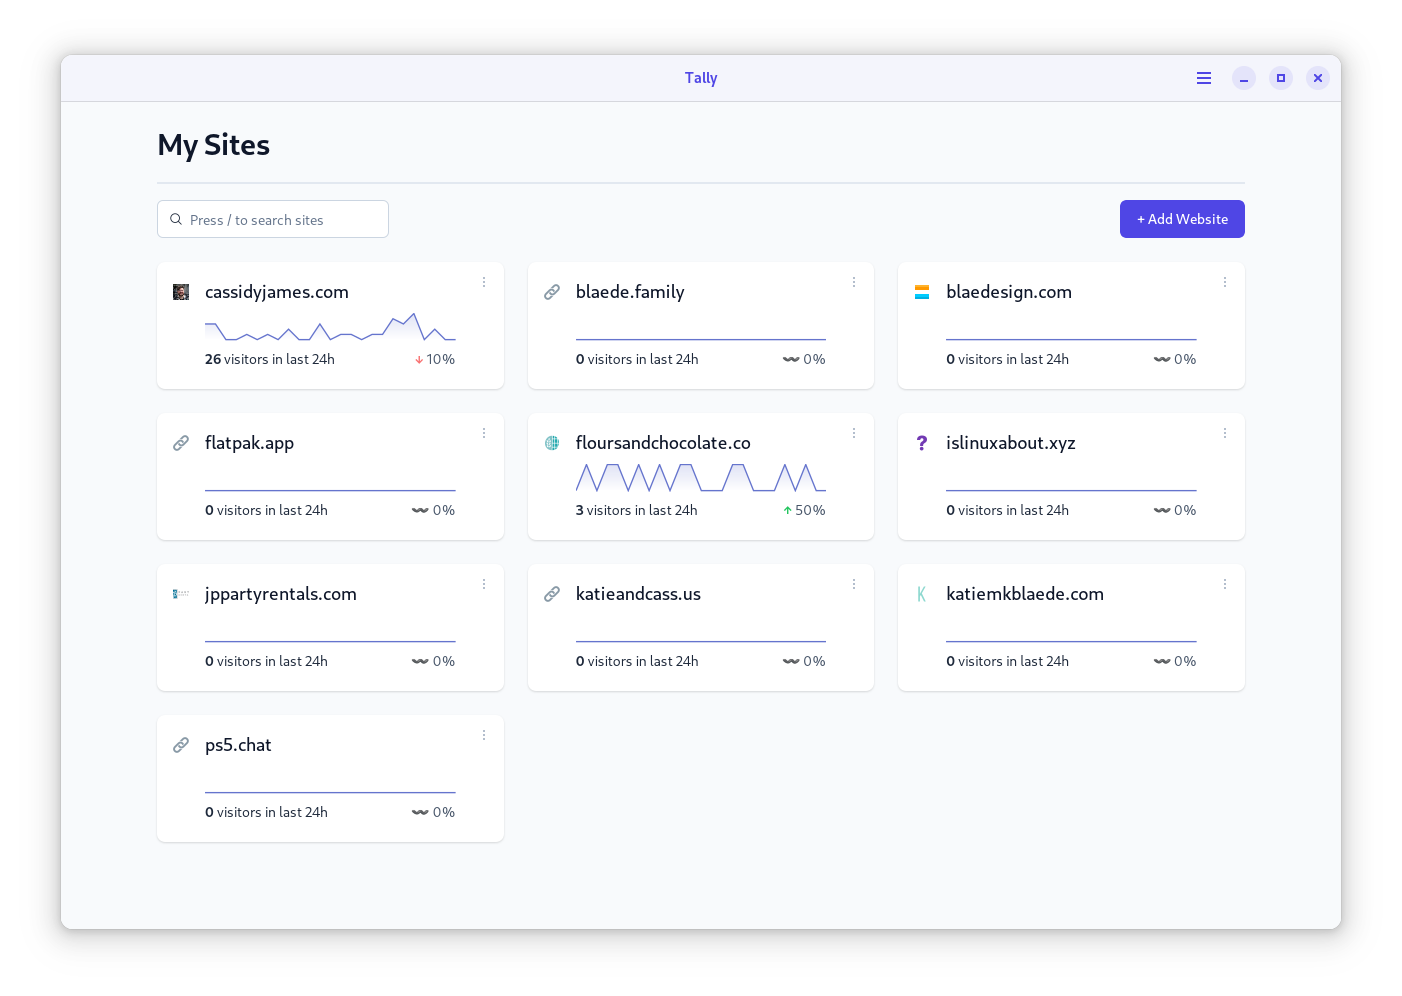 Tally
My Sites
Press / to search sites
+ Add Website
cassidyjames.com
26 visitors in last 24h
↓ 10%
blaede.family
0 visitors in last 24h
〰 0%
blaedesign.com
0 visitors in last 24h
〰 0%
flatpak.app
0 visitors in last 24h
〰 0%
floursandchocolate.co
3 visitors in last 24h
↑ 50%
? islinuxabout.xyz
0 visitors in last 24h
〰 0%
jppartyrentals.com
0 visitors in last 24h
〰 0%
katieandcass.us
0 visitors in last 24h
〰 0%
K katiemkblaede.com
0 visitors in last 24h
〰 0%
ps5.chat
0 visitors in last 24h
〰 0%